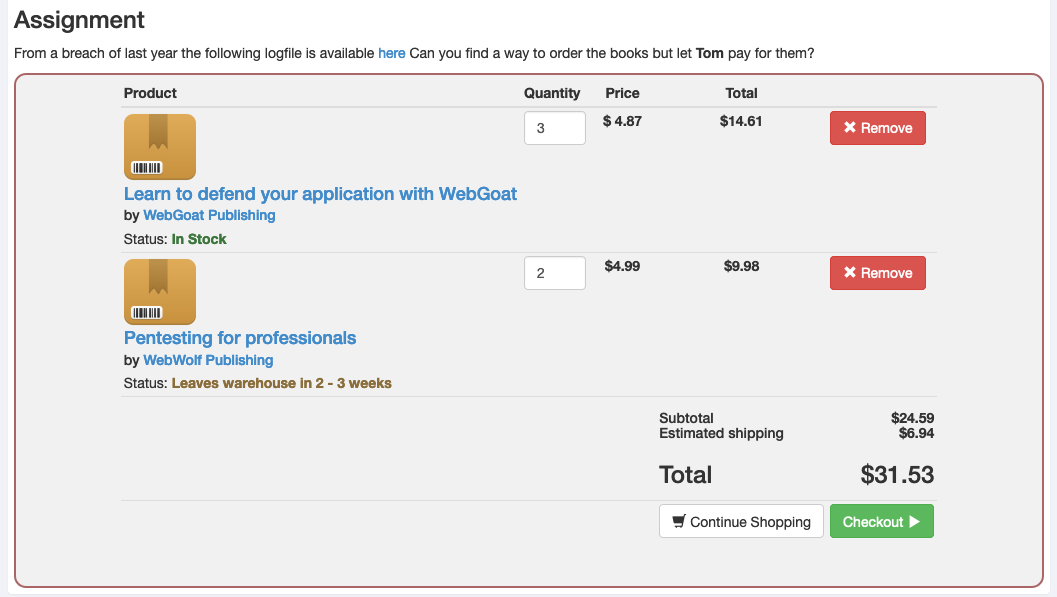 Assignment
From a breach of last year the following logfile is available here Can you find a way to order the books but let Tom pay for them?
Product Quantity Price Total
3 $ 4.87 $14.61 ✖ Remove
Learn to defend your application with WebGoat
by WebGoat Publishing
Status: In Stock
2 $4.99 $9.98 ✖ Remove
Pentesting for professionals
by WebWolf Publishing
Status: Leaves warehouse in 2 - 3 weeks
Subtotal $24.59
Estimated shipping $6.94
Total $31.53
Continue Shopping Checkout